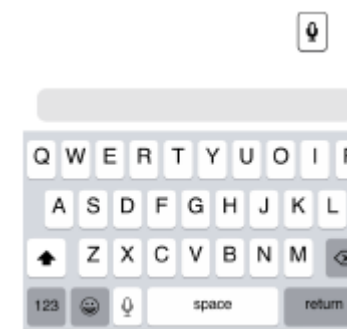 Q W E R T Y U O I
A S D F G H J K L
Z X C V B N M
123 space return